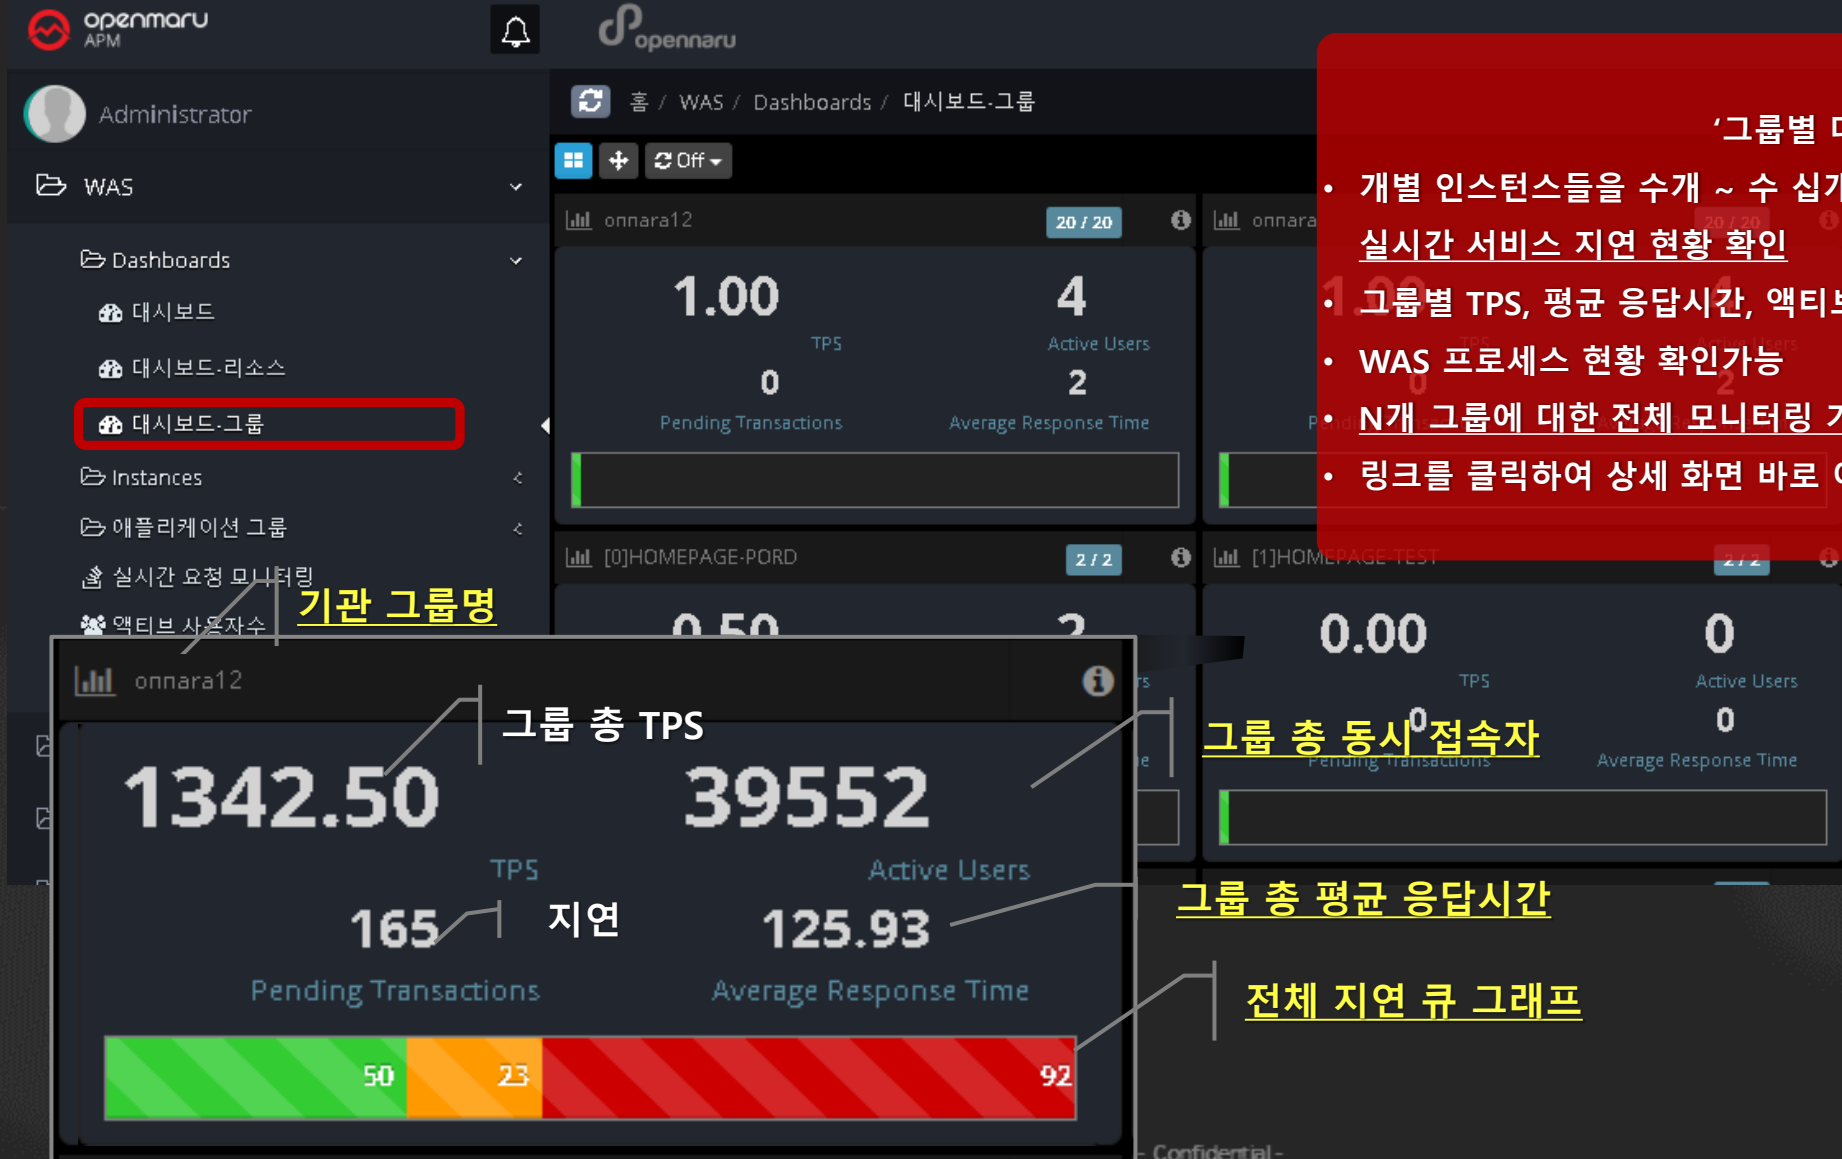 openmaru
APM
opennaru
Administrator
홈 / WAS / Dashboards / 대시보드-그룹
Off
WAS
Dashboards
대시보드
대시보드-리소스
대시보드-그룹
Instances
애플리케이션 그룹
실시간 요청 모니터링
액티브 사용자수
onnara12
20 / 20
1.00
4
TPS
Active Users
0
2
Pending Transactions
Average Response Time
onnara
20 / 20
‘그룹별
• 개별 인스턴스들을 수개 ~ 수 십개
실시간 서비스 지연 현황 확인
• 그룹별 TPS, 평균 응답시간, 액티브
• WAS 프로세스 현황 확인가능
• N개 그룹에 대한 전체 모니터링
• 링크를 클릭하여 상세 화면 바로
[0]HOMEPAGE-PORD
2 / 2
0.50
2
[1]HOMEPAGE-TEST
2 / 2
0.00
0
TPS
Active Users
0
0
Pending Transactions
Average Response Time
기관 그룹명
onnara12
그룹 총 TPS
그룹 총 동시 접속자
1342.50
39552
TPS
Active Users
지연
그룹 총 평균 응답시간
165
125.93
Pending Transactions
Average Response Time
전체 지연 큐 그래프
50
23
92
- Confidential -